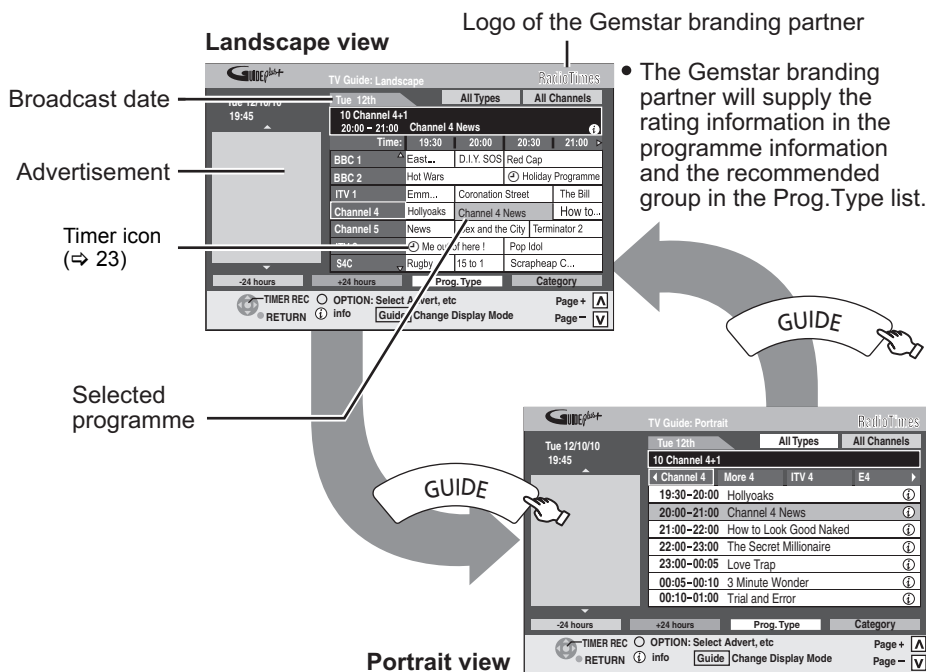 Logo of the Gemstar branding partner
Landscape view
GUIDE plus+
TV Guide: Landscape
RadioTimes
Broadcast date
Tue 12/10/10
19:45
Tue 12th
All Types
All Channels
10 Channel 4+1
20:00 – 21:00 Channel 4 News
Time: 19:30 20:00 20:30 21:00
BBC 1 East... D.I.Y. SOS Red Cap
BBC 2 Hot Wars Holiday Programme
ITV 1 Emm... Coronation Street The Bill
Channel 4 Hollyoaks Channel 4 News How to...
Channel 5 News Sex and the City Terminator 2
Me out of here ! Pop Idol
S4C Rugby 15 to 1 Scrapheap C...
-24 hours +24 hours Prog. Type Category
TIMER REC OPTION: Select Advert, etc Page +
RETURN i info Guide Change Display Mode Page –
Advertisement
Timer icon
(⇨ 23)
Selected
programme
• The Gemstar branding
partner will supply the
rating information in the
programme information
and the recommended
group in the Prog.Type list.
GUIDE
GUIDE
GUIDE plus+
TV Guide: Portrait
RadioTimes
Tue 12/10/10
19:45
Tue 12th
All Types
All Channels
10 Channel 4+1
Channel 4 More 4 ITV 4 E4
19:30–20:00 Hollyoaks i
20:00–21:00 Channel 4 News i
21:00–22:00 How to Look Good Naked i
22:00–23:00 The Secret Millionaire i
23:00–00:05 Love Trap i
00:05–00:10 3 Minute Wonder i
00:10–01:00 Trial and Error i
-24 hours +24 hours Prog. Type Category
TIMER REC OPTION: Select Advert, etc Page +
RETURN i info Guide Change Display Mode Page –
Portrait view